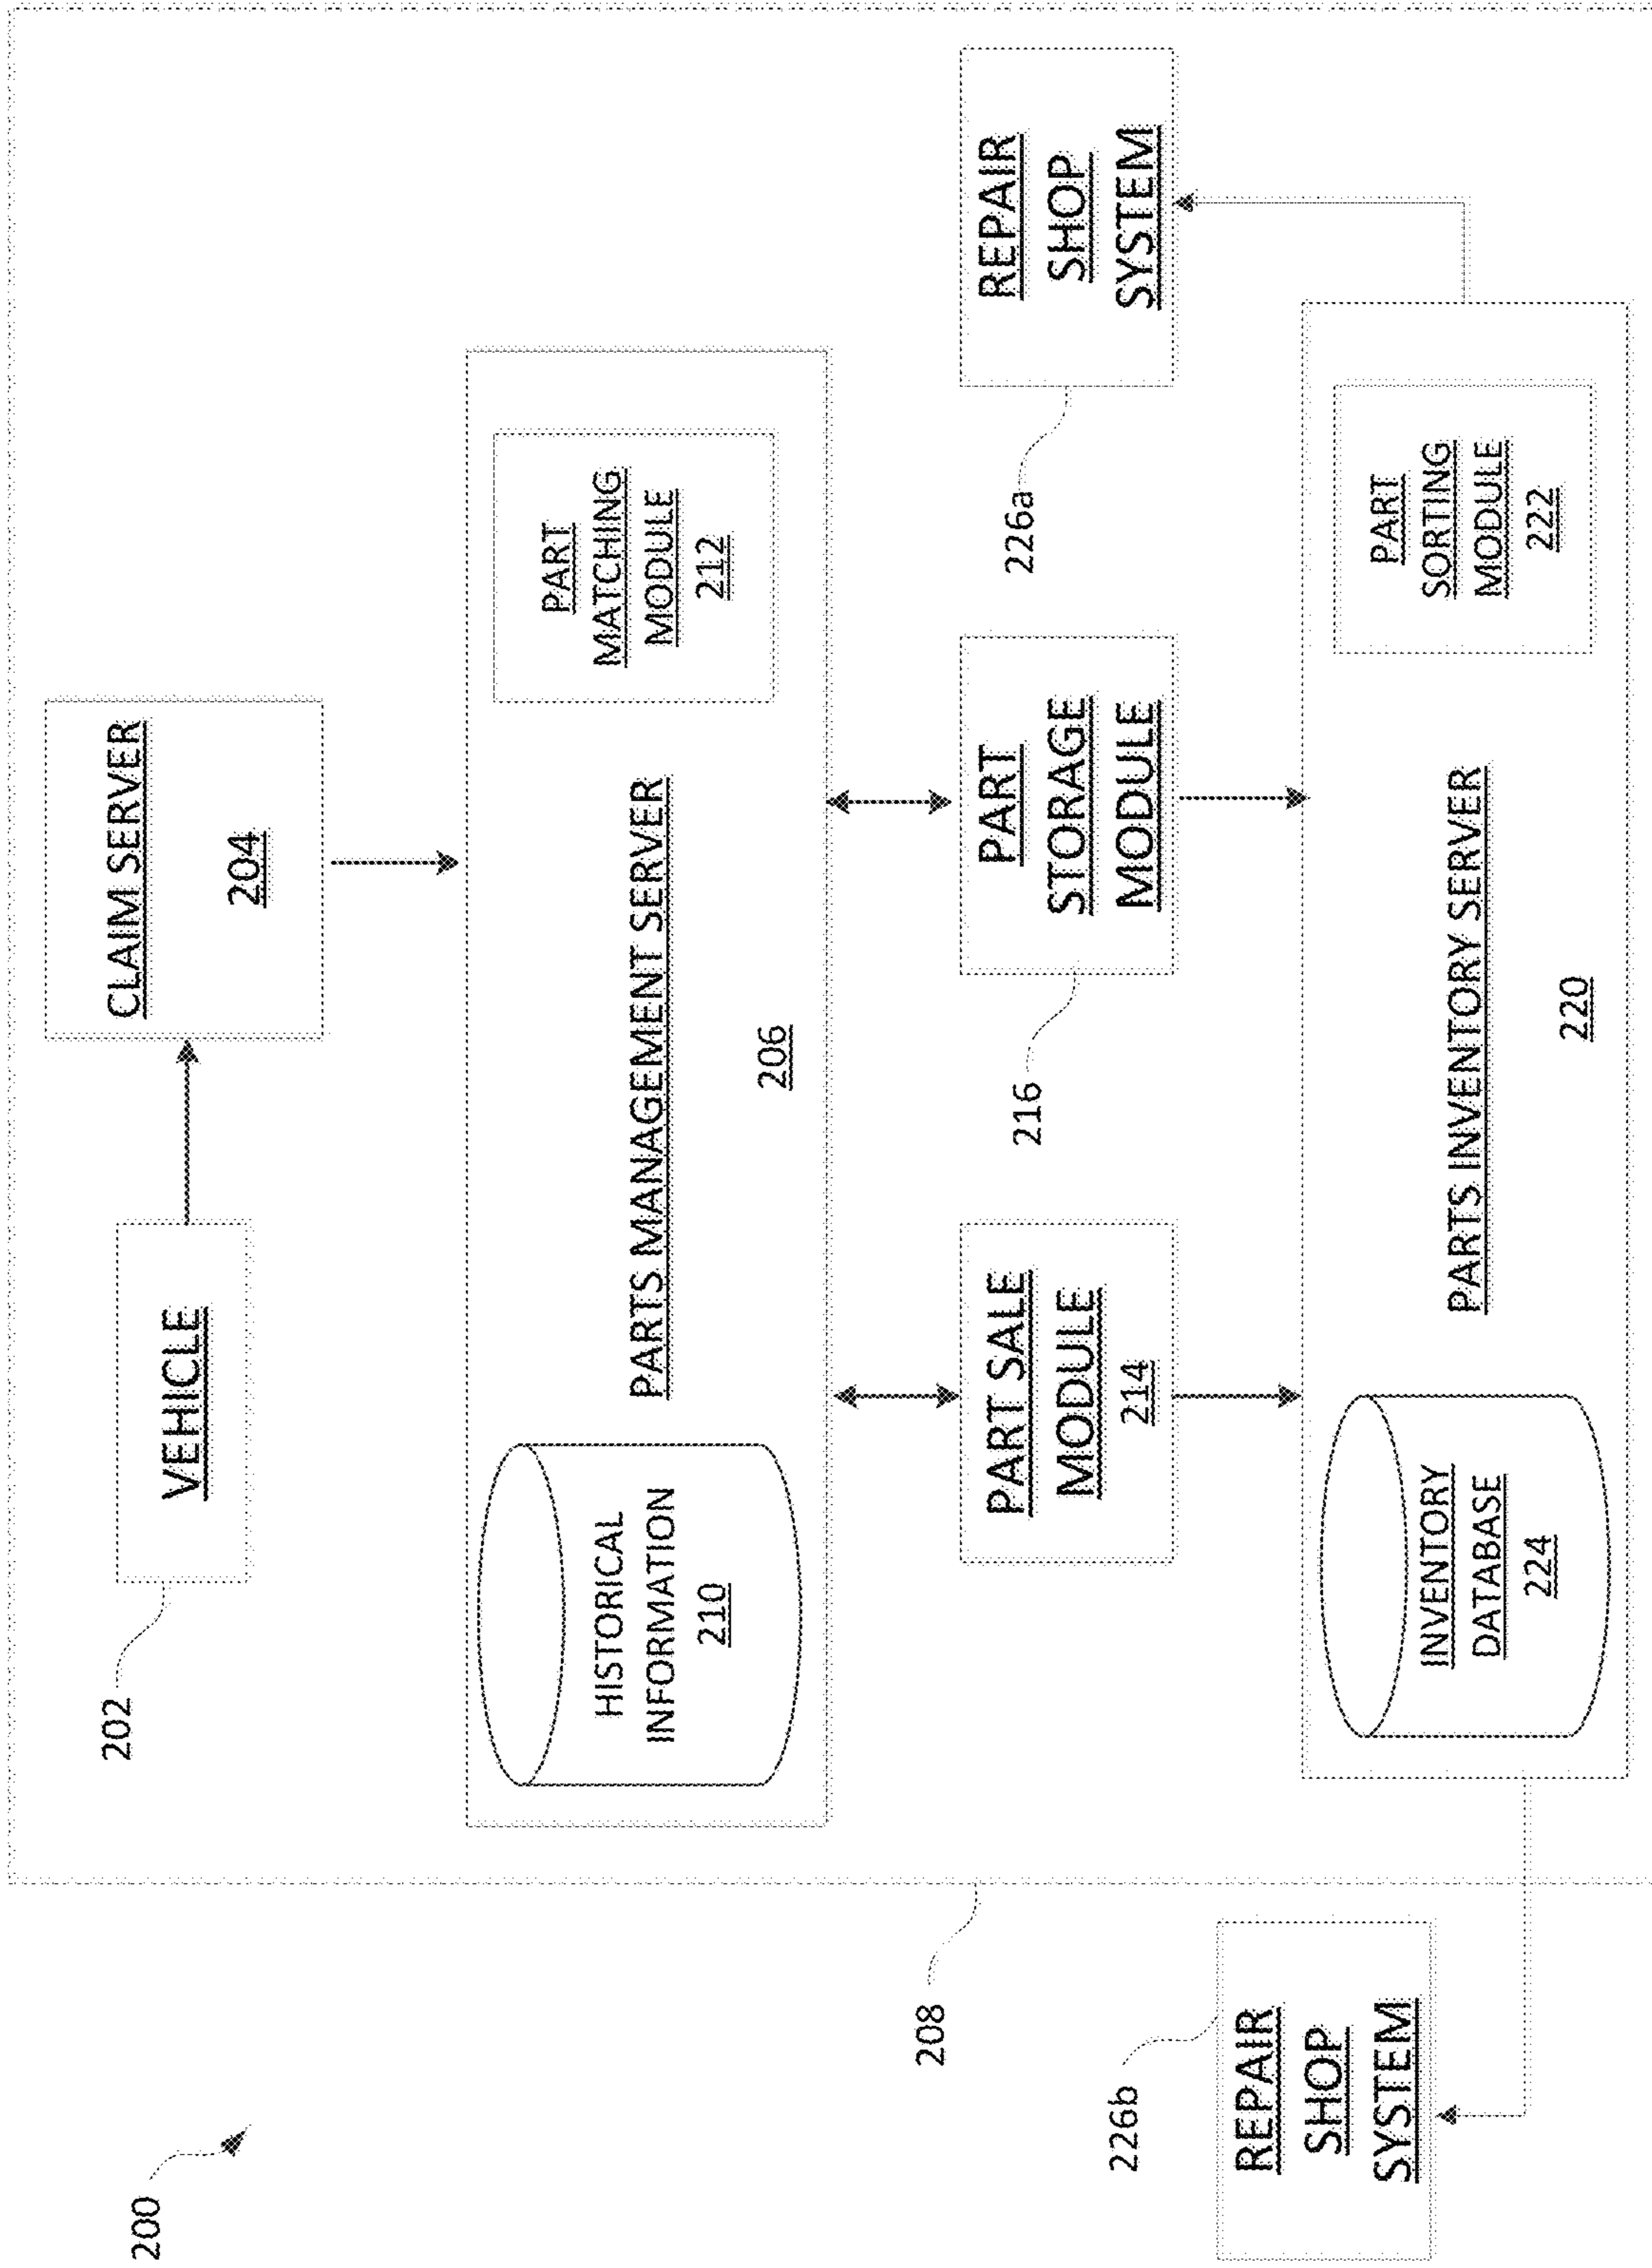 200
202
VEHICLE
CLAIM SERVER
204
HISTORICAL
INFORMATION
210
PARTS MANAGEMENT SERVER
206
PART
MATCHING
MODULE
212
208
PART SALE
MODULE
214
216
PART
STORAGE
MODULE
226a
REPAIR
SHOP
SYSTEM
226b
REPAIR
SHOP
SYSTEM
INVENTORY
DATABASE
224
PARTS INVENTORY SERVER
220
PART
SORTING
MODULE
222